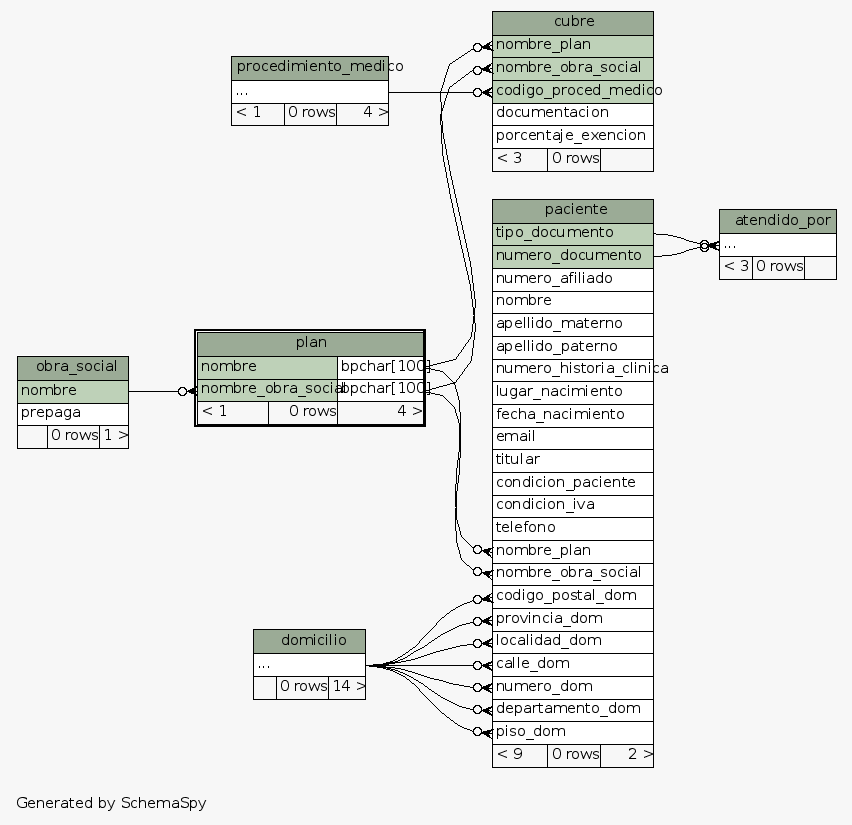 cubre
nombre_plan
nombre_obra_social
codigo_proced_medico
documentacion
porcentaje_exencion
< 3 0 rows
procedimiento_medico
...
< 1 0 rows 4 >
paciente
tipo_documento
numero_documento
numero_afiliado
nombre
apellido_materno
apellido_paterno
numero_historia_clinica
lugar_nacimiento
fecha_nacimiento
email
titular
condicion_paciente
condicion_iva
telefono
nombre_plan
nombre_obra_social
codigo_postal_dom
provincia_dom
localidad_dom
calle_dom
numero_dom
departamento_dom
piso_dom
< 9 0 rows 2 >
atendido_por
...
< 3 0 rows
plan
nombre bpchar[100]
nombre_obra_social bpchar[100]
< 1 0 rows 4 >
obra_social
nombre
prepaga
0 rows 1 >
domicilio
...
0 rows 14 >
Generated by SchemaSpy